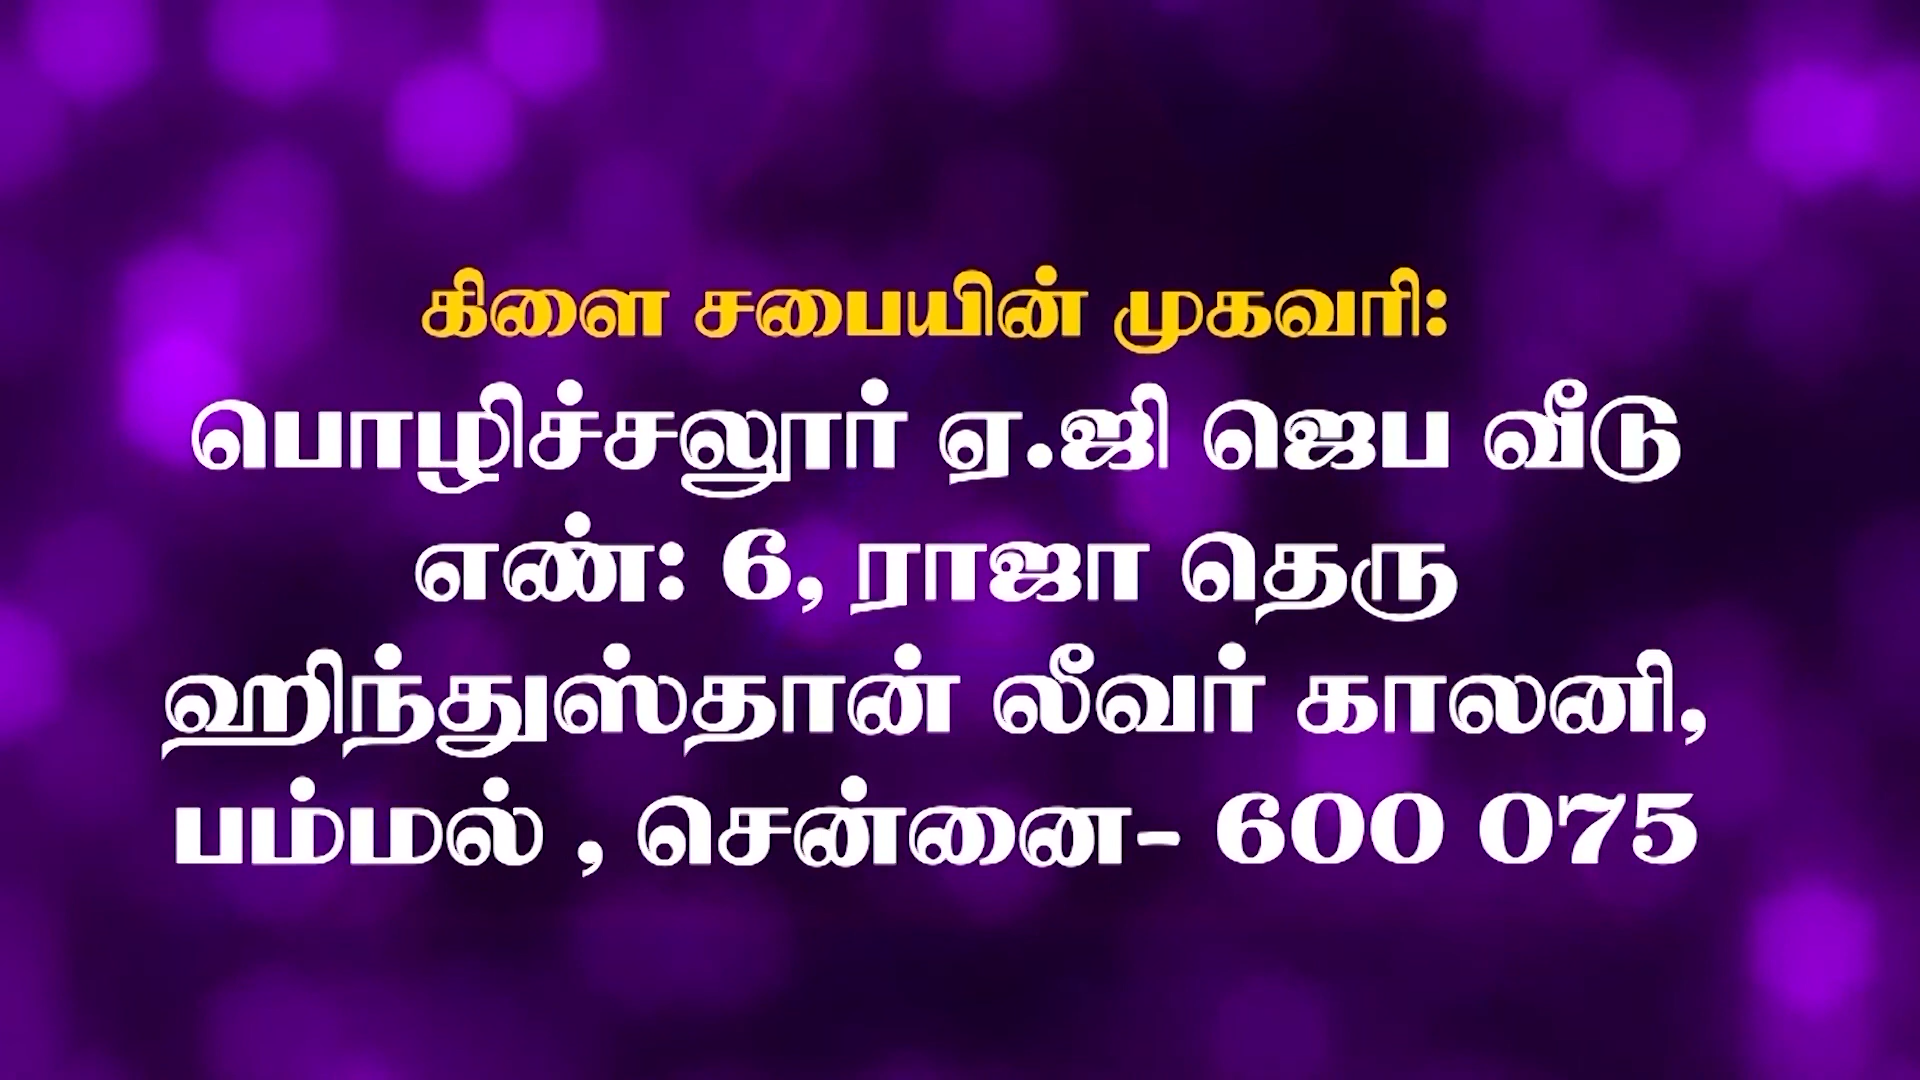 கிளை சபையின் முகவரி:
பொழிச்சலூர் ஏ.ஜி ஜெப வீடு
எண்: 6, ராஜா தெரு
ஹிந்துஸ்தான் லீவர் காலனி,
பம்மல் , சென்னை- 600 075